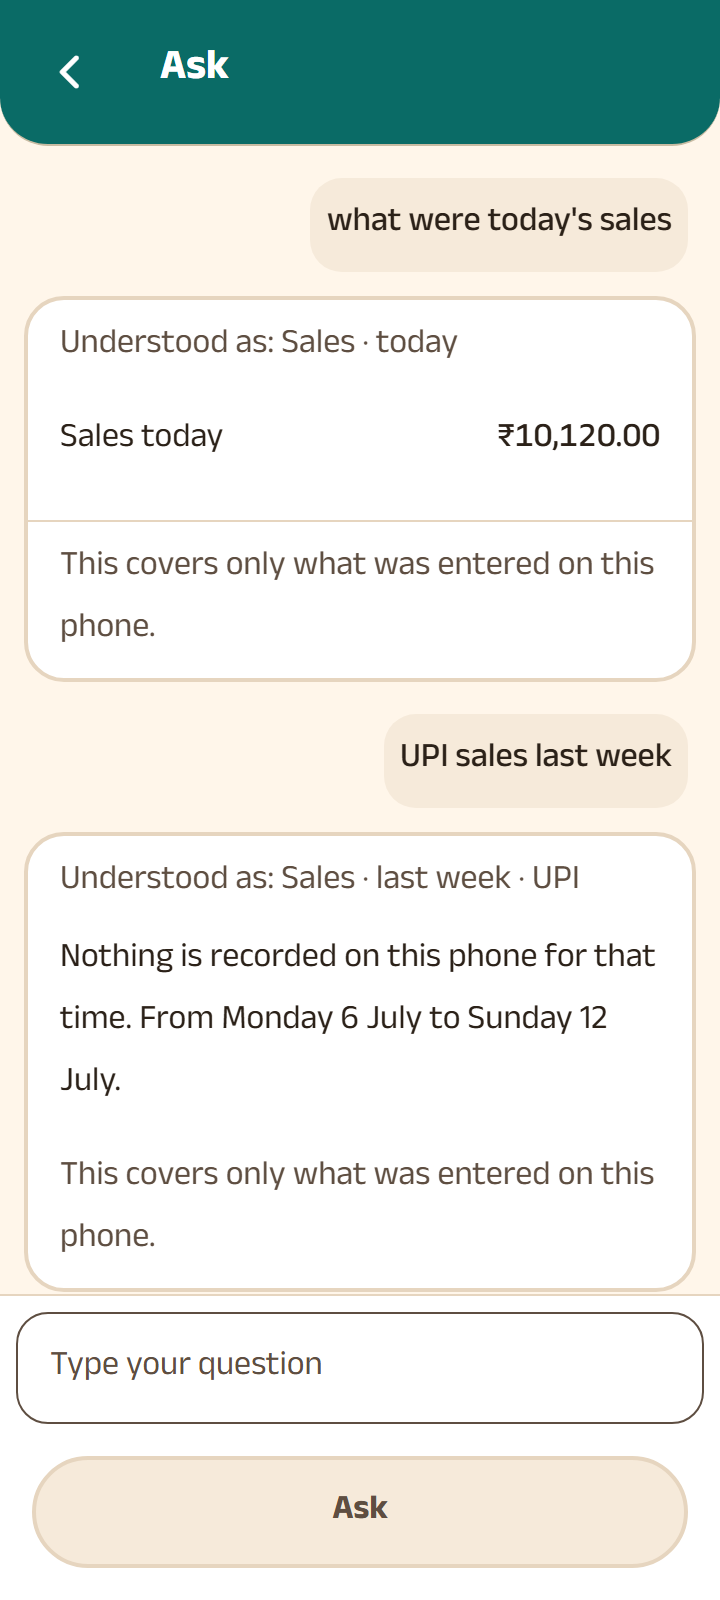 Ask
what were today's sales
Understood as: Sales · today
Sales today ₹10,120.00
This covers only what was entered on this
phone.
UPI sales last week
Understood as: Sales · last week · UPI
Nothing is recorded on this phone for that
time. From Monday 6 July to Sunday 12
July.
This covers only what was entered on this
phone.
Type your question
Ask